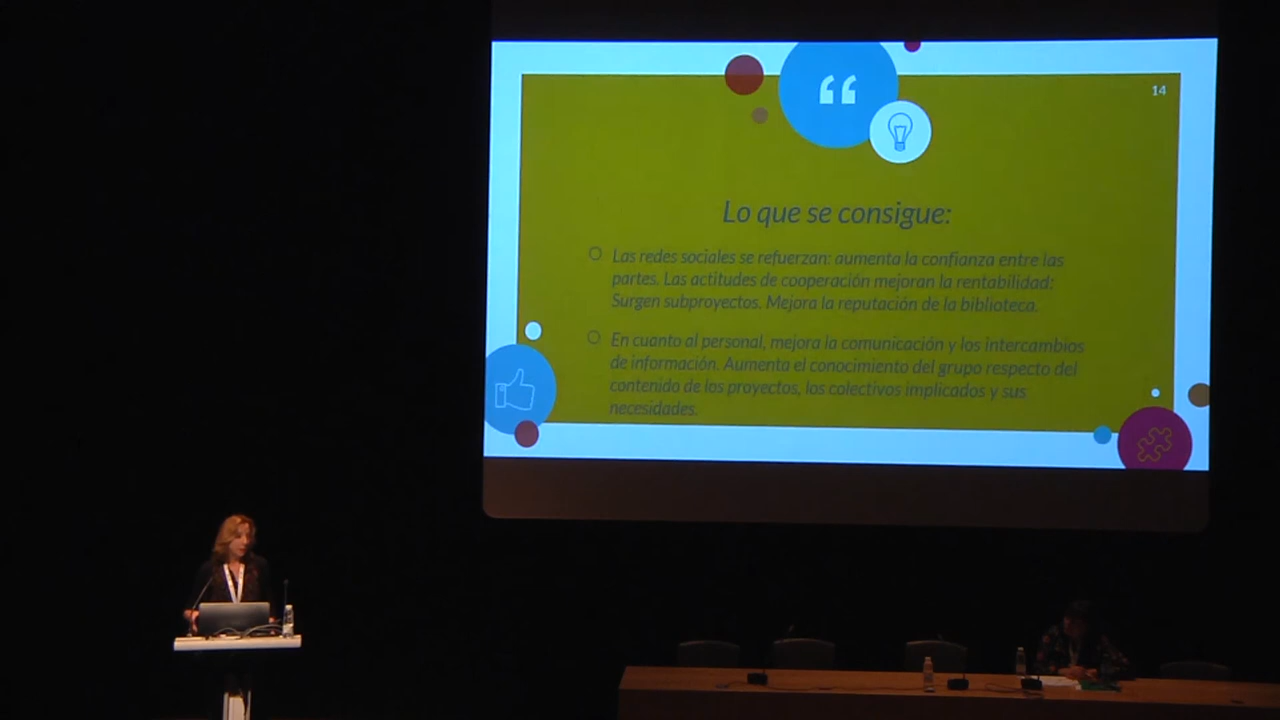 14
Lo que se consigue:
Las redes sociales se refuerzan: aumenta la confianza entre las
partes. Las actitudes de cooperación mejoran la rentabilidad:
Surgen subproyectos. Mejora la reputación de la biblioteca.
En cuanto al personal, mejora la comunicación y los intercambios
de información. Aumenta el conocimiento del grupo respecto del
contenido de los proyectos, los colectivos implicados y sus
necesidades.